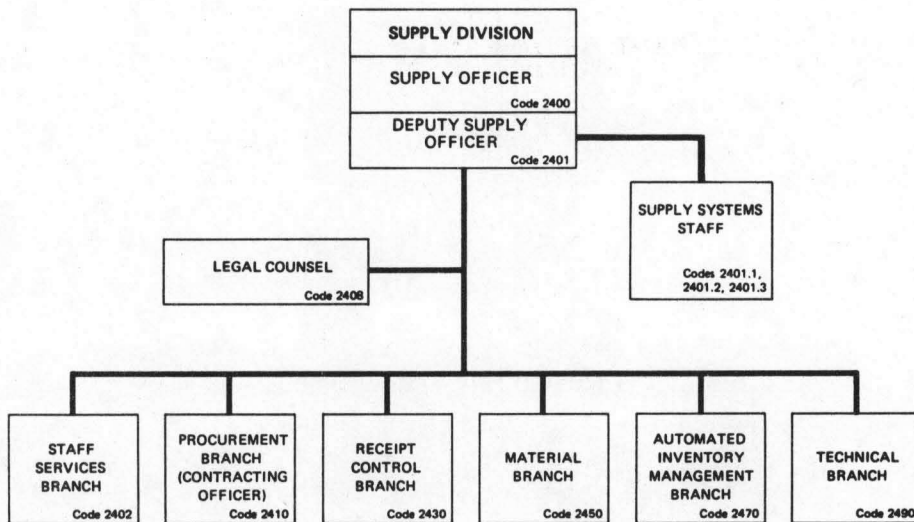 SUPPLY DIVISION
SUPPLY OFFICER
Code 2400
DEPUTY SUPPLY
OFFICER
Code 2401
SUPPLY SYSTEMS
STAFF
Codes 2401.1,
2401.2, 2401.3
LEGAL COUNSEL
Code 2408
STAFF
SERVICES
BRANCH
Code 2402
PROCUREMENT
BRANCH
(CONTRACTING
OFFICER)
Code 2410
RECEIPT
CONTROL
BRANCH
Code 2430
MATERIAL
BRANCH
Code 2450
AUTOMATED
INVENTORY
MANAGEMENT
BRANCH
Code 2470
TECHNICAL
BRANCH
Code 2490